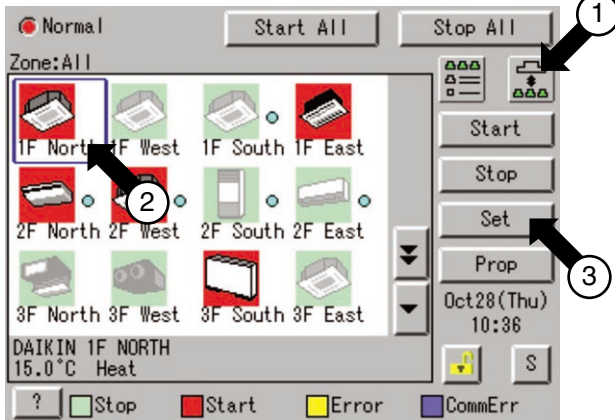 Normal
Start All
Stop All
1
Zone:All
1F North
1F West
1F South
1F East
Start
Stop
2
Set
2F North
2F West
2F South
2F East
Prop
3
3F North
3F West
3F South
3F East
Oct28(Thu)
10:36
DAIKIN 1F NORTH
15.0°C Heat
S
?
Stop
Start
Error
CommErr